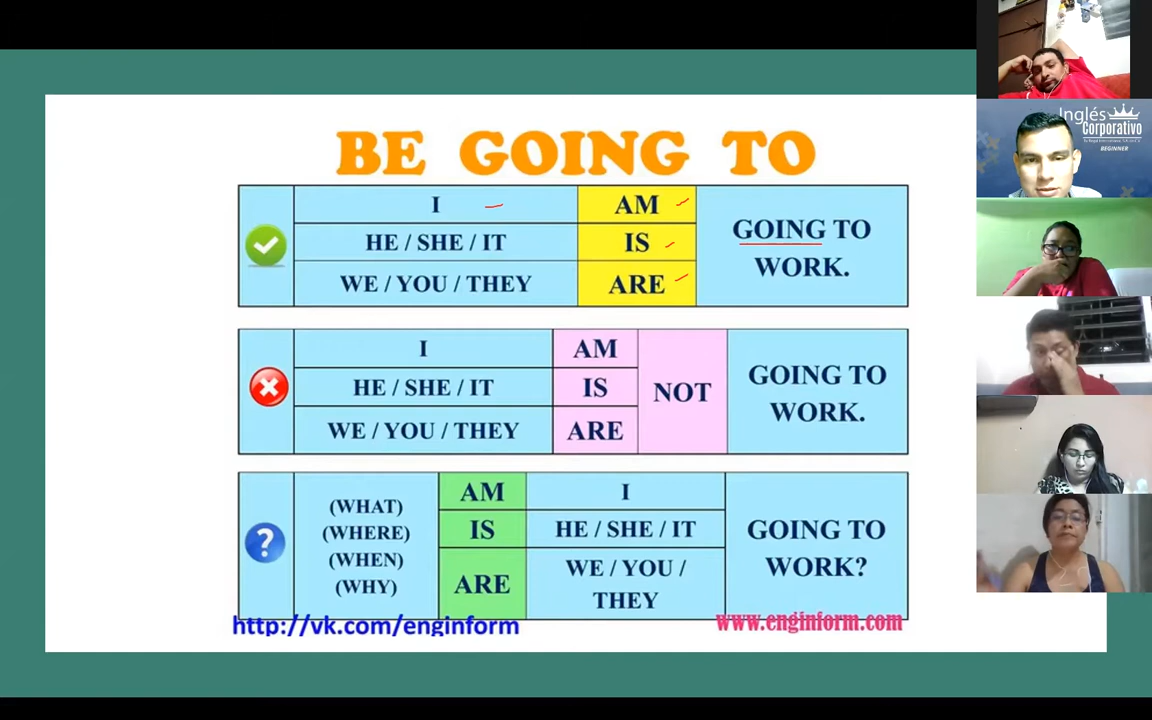 BE GOING TO
I AM
HE / SHE / IT IS
WE / YOU / THEY ARE
GOING TO
WORK.
I AM
HE / SHE / IT IS
WE / YOU / THEY ARE
NOT
GOING TO
WORK.
(WHAT)
(WHERE)
(WHEN)
(WHY)
AM I
IS HE / SHE / IT
ARE WE / YOU /
THEY
GOING TO
WORK?
http://vk.com/enginform
www.enginform.com
Inglés
Corporativo
BEGINNER